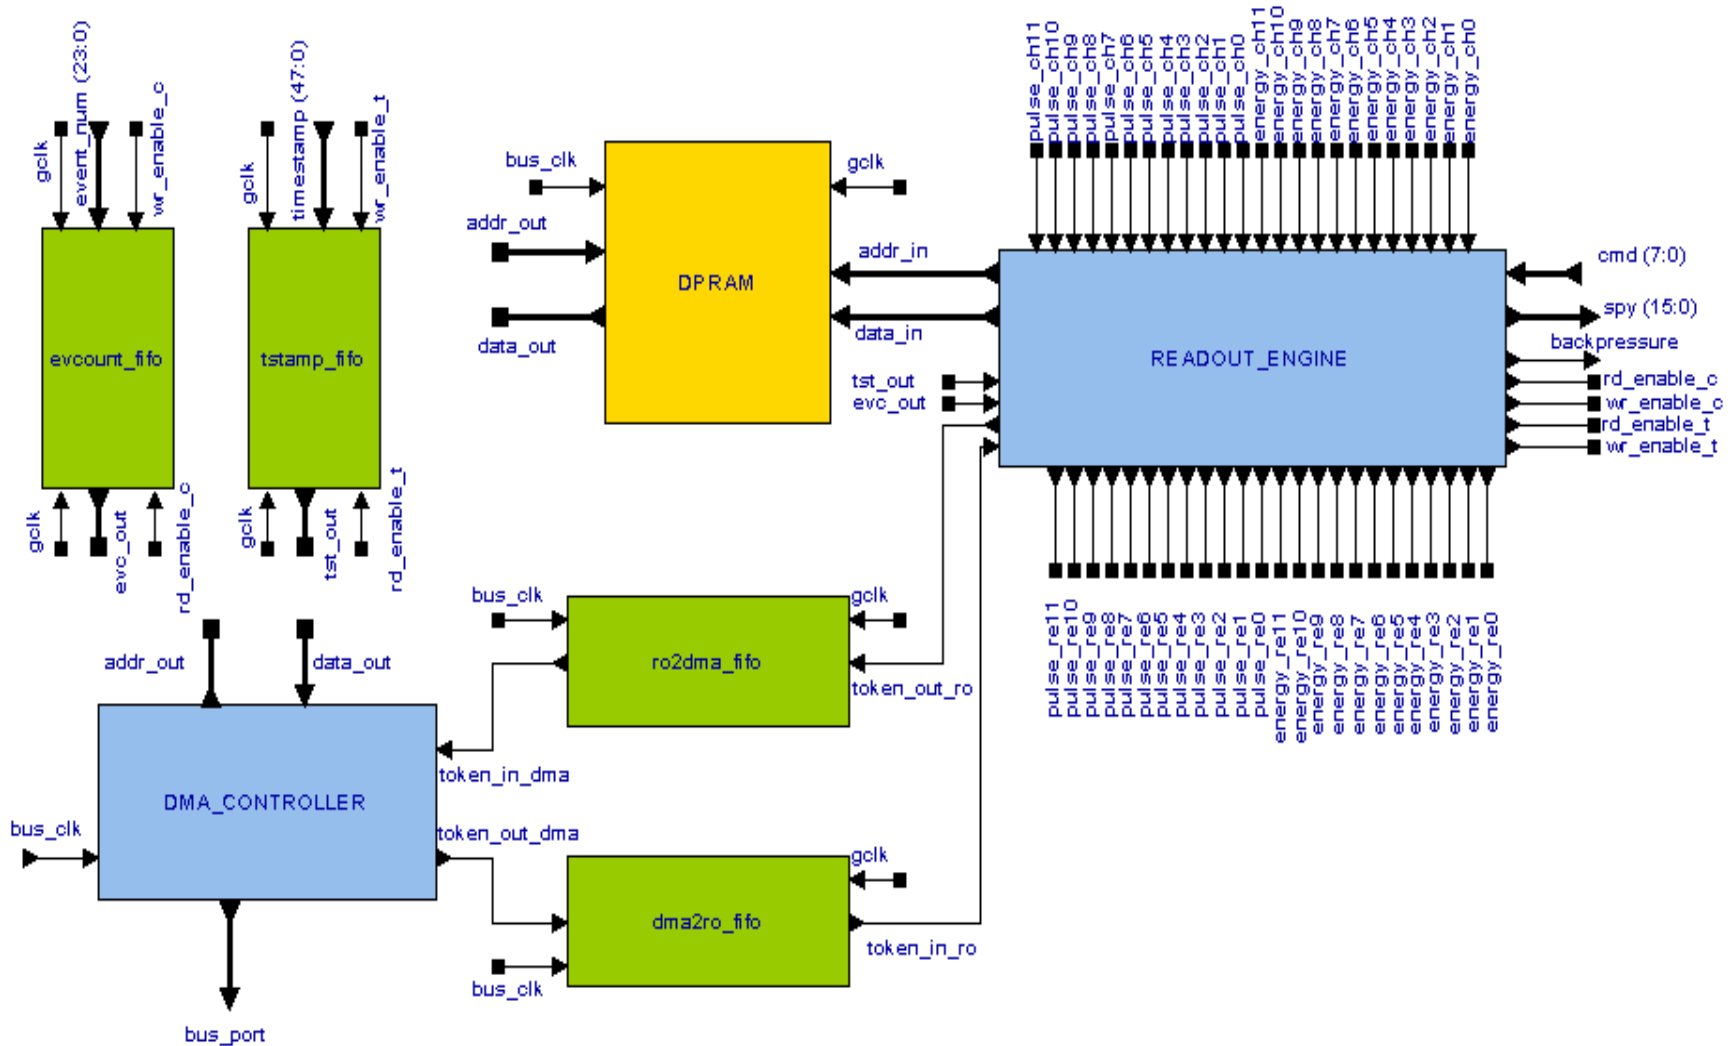 gclk
event_num (23:0)
wr_enable_c
gclk
timestamp (47:0)
wr_enable_t
evcount_fifo
tstamp_fifo
gclk
evc_out
rd_enable_c
gclk
tst_out
rd_enable_t
bus_clk
gclk
addr_out
addr_in
DPRAM
data_out
data_in
pulse_ch11
pulse_ch10
pulse_ch9
pulse_ch8
pulse_ch7
pulse_ch6
pulse_ch5
pulse_ch4
pulse_ch3
pulse_ch2
pulse_ch1
pulse_ch0
energy_ch11
energy_ch10
energy_ch9
energy_ch8
energy_ch7
energy_ch6
energy_ch5
energy_ch4
energy_ch3
energy_ch2
energy_ch1
energy_ch0
cmd (7:0)
spy (15:0)
backpressure
READOUT_ENGINE
tst_out
evc_out
rd_enable_c
wr_enable_c
rd_enable_t
wr_enable_t
pulse_re11
pulse_re10
pulse_re9
pulse_re8
pulse_re7
pulse_re6
pulse_re5
pulse_re4
pulse_re3
pulse_re2
pulse_re1
pulse_re0
energy_re11
energy_re10
energy_re9
energy_re8
energy_re7
energy_re6
energy_re5
energy_re4
energy_re3
energy_re2
energy_re1
energy_re0
bus_clk
gclk
ro2dma_fifo
token_out_ro
addr_out
data_out
token_in_dma
DMA_CONTROLLER
bus_clk
token_out_dma
gclk
dma2ro_fifo
token_in_ro
bus_clk
bus_port